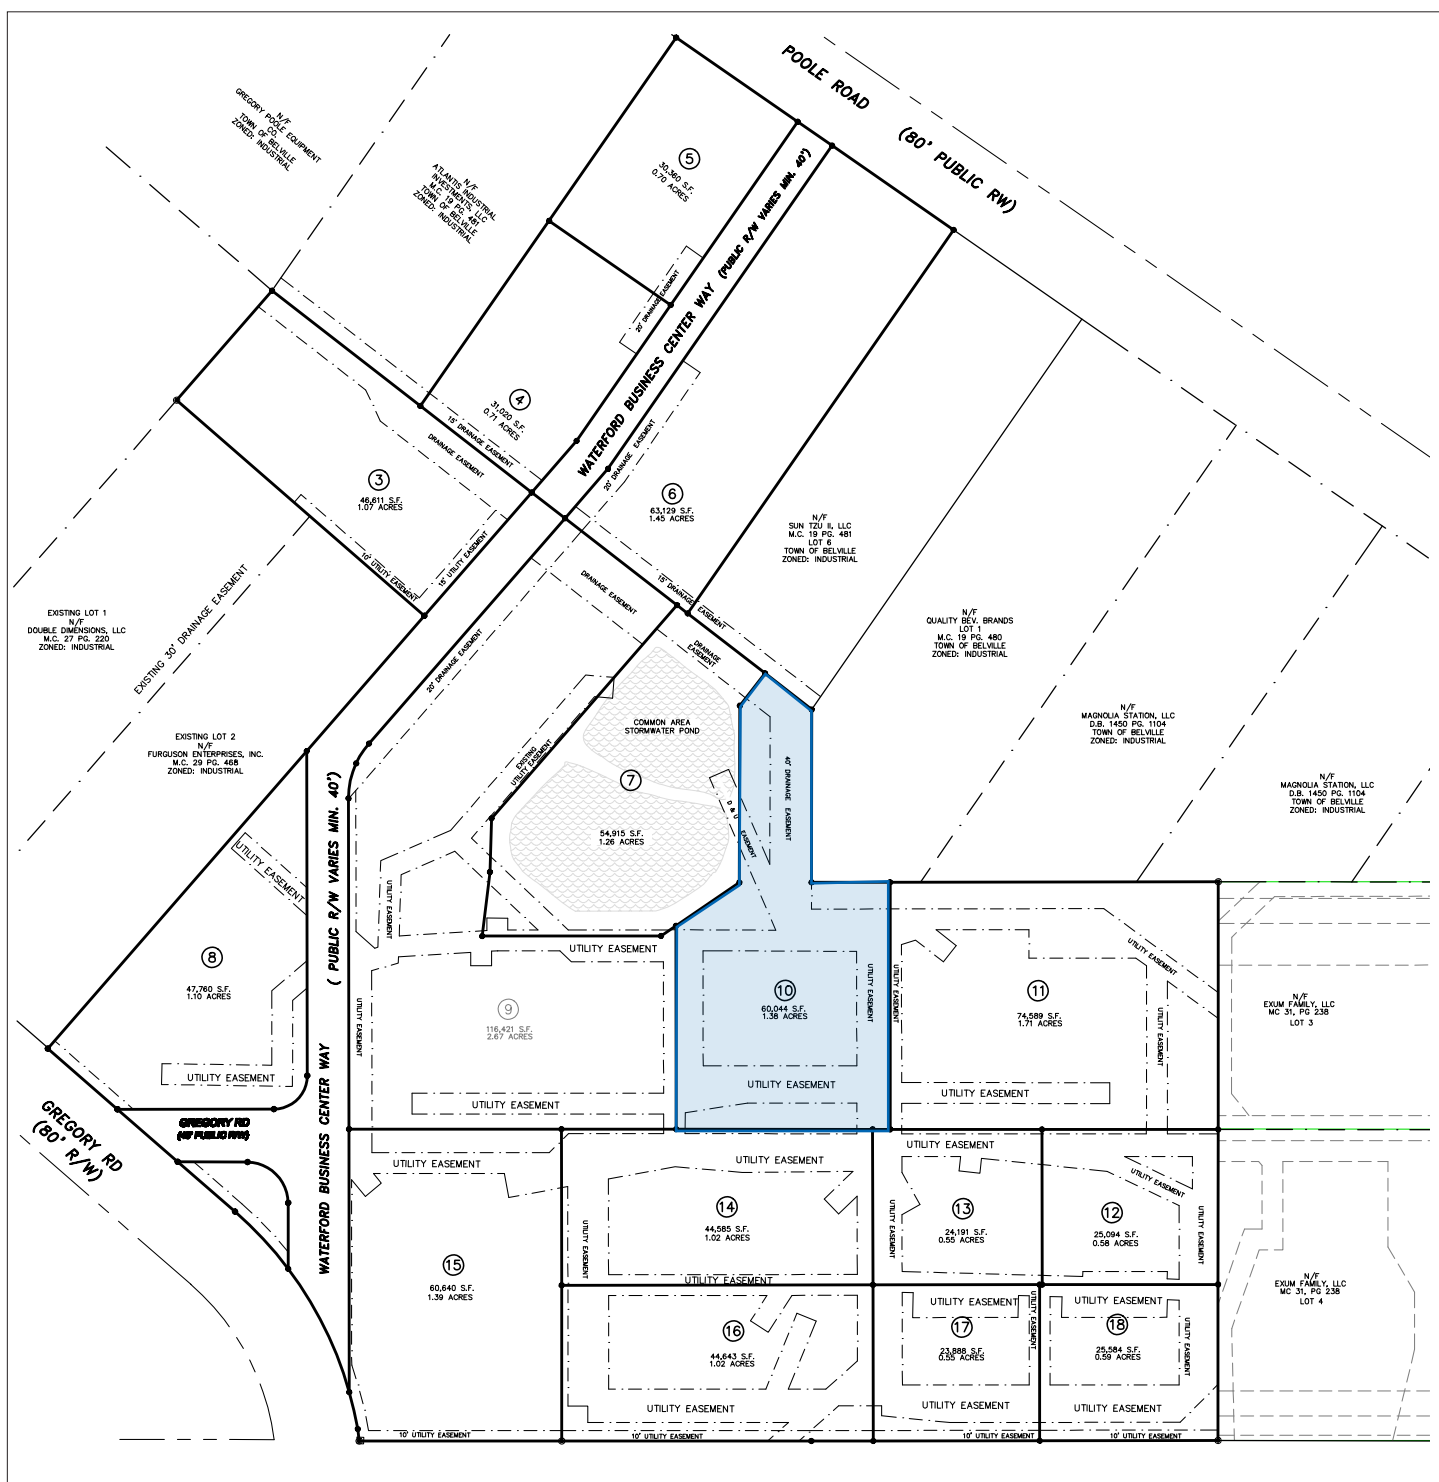 POOLE ROAD
(80' PUBLIC RW)
N/F
GREGORY POOLE EQUIPMENT
CO.
TOWN OF BELVILLE
ZONED: INDUSTRIAL
N/F
ATLANTIS INDUSTRIAL
INVESTMENTS, LLC
M.C. 19 PG. 481
TOWN OF BELVILLE
ZONED: INDUSTRIAL
5
30,360 S.F.
0.70 ACRES
WATERFORD BUSINESS CENTER WAY (PUBLIC R/W VARIES MIN. 40')
20' DRAINAGE EASEMENT
4
31,020 S.F.
0.71 ACRES
15' DRAINAGE EASEMENT
DRAINAGE EASEMENT
20' DRAINAGE EASEMENT
3
46,611 S.F.
1.07 ACRES
10' UTILITY EASEMENT
15' UTILITY EASEMENT
6
63,129 S.F.
1.45 ACRES
N/F
SUN TZU II, LLC
M.C. 19 PG. 481
LOT 6
TOWN OF BELVILLE
ZONED: INDUSTRIAL
DRAINAGE EASEMENT
15' DRAINAGE EASEMENT
N/F
QUALITY BEV. BRANDS
LOT 1
M.C. 19 PG. 480
TOWN OF BELVILLE
ZONED: INDUSTRIAL
EXISTING LOT 1
N/F
DOUBLE DIMENSIONS, LLC
M.C. 27 PG. 220
ZONED: INDUSTRIAL
EXISTING 30' DRAINAGE EASEMENT
20' DRAINAGE EASEMENT
DRAINAGE
EASEMENT
N/F
MAGNOLIA STATION, LLC
D.B. 1450 PG. 1104
TOWN OF BELVILLE
ZONED: INDUSTRIAL
EXISTING LOT 2
N/F
FURGUSON ENTERPRISES, INC.
M.C. 29 PG. 468
ZONED: INDUSTRIAL
COMMON AREA
STORMWATER POND
EXISTING
UTILITY EASEMENT
7
54,915 S.F.
1.26 ACRES
D & U
EASEMENT
40' DRAINAGE EASEMENT
N/F
MAGNOLIA STATION, LLC
D.B. 1450 PG. 1104
TOWN OF BELVILLE
ZONED: INDUSTRIAL
WATERFORD BUSINESS CENTER WAY ( PUBLIC R/W VARIES MIN. 40')
UTILITY EASEMENT
UTILITY EASEMENT
8
47,760 S.F.
1.10 ACRES
UTILITY EASEMENT
UTILITY EASEMENT
UTILITY EASEMENT
9
116,421 S.F.
2.67 ACRES
UTILITY EASEMENT
10
60,044 S.F.
1.38 ACRES
UTILITY EASEMENT
UTILITY EASEMENT
UTILITY EASEMENT
11
74,589 S.F.
1.71 ACRES
UTILITY EASEMENT
UTILITY EASEMENT
N/F
EXUM FAMILY, LLC
MC 31, PG 238
LOT 3
GREGORY RD
(80' R/W)
GREGORY RD
UTILITY EASEMENT
UTILITY EASEMENT
UTILITY EASEMENT
UTILITY EASEMENT
15
60,640 S.F.
1.39 ACRES
UTILITY EASEMENT
14
44,585 S.F.
1.02 ACRES
UTILITY EASEMENT
UTILITY EASEMENT
13
24,191 S.F.
0.55 ACRES
12
25,094 S.F.
0.58 ACRES
UTILITY EASEMENT
N/F
EXUM FAMILY, LLC
MC 31, PG 238
LOT 4
16
44,643 S.F.
1.02 ACRES
UTILITY EASEMENT
17
23,888 S.F.
0.55 ACRES
UTILITY EASEMENT
UTILITY EASEMENT
18
25,584 S.F.
0.59 ACRES
UTILITY EASEMENT
UTILITY EASEMENT
UTILITY EASEMENT
UTILITY EASEMENT
10' UTILITY EASEMENT
10' UTILITY EASEMENT
10' UTILITY EASEMENT
10' UTILITY EASEMENT